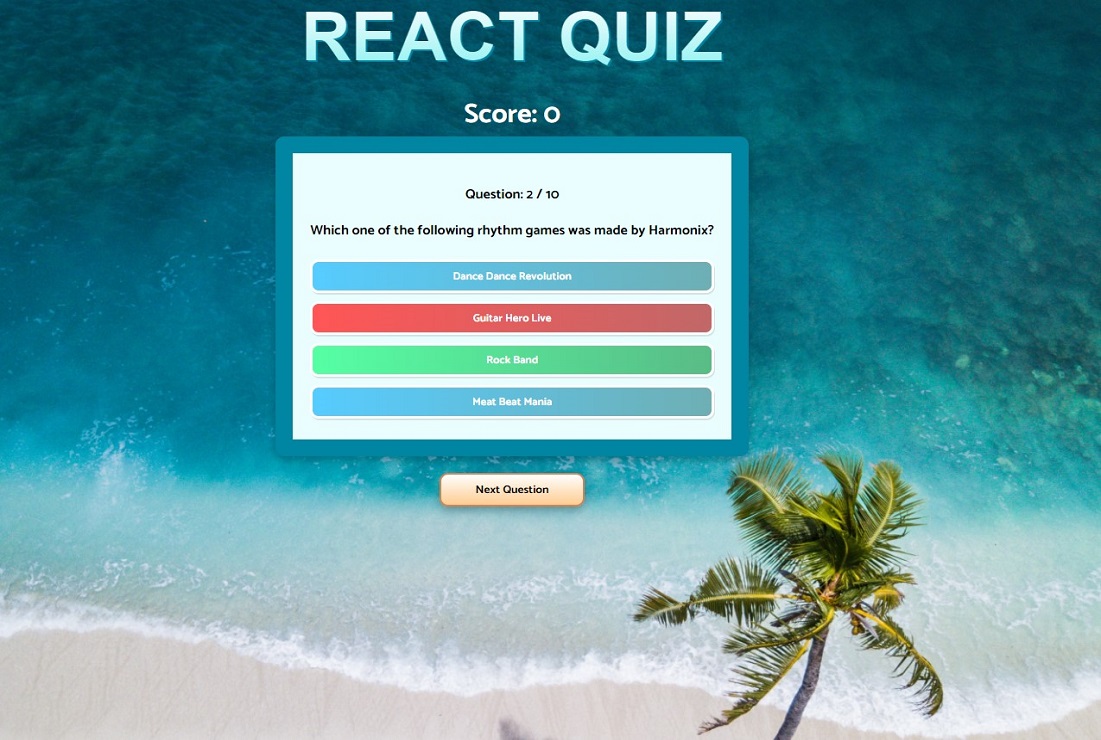 REACT QUIZ
Score: 0
Question: 2 / 10
Which one of the following rhythm games was made by Harmonix?
Dance Dance Revolution
Guitar Hero Live
Rock Band
Meat Beat Mania
Next Question